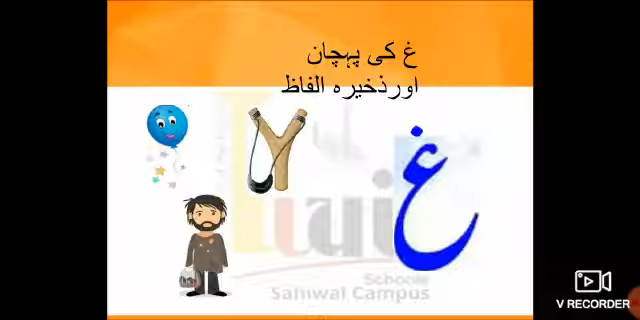 غ کی پہچان
اورذخیرہ الفاظ
غ
Schools
Sahiwal Campus
V RECORDER